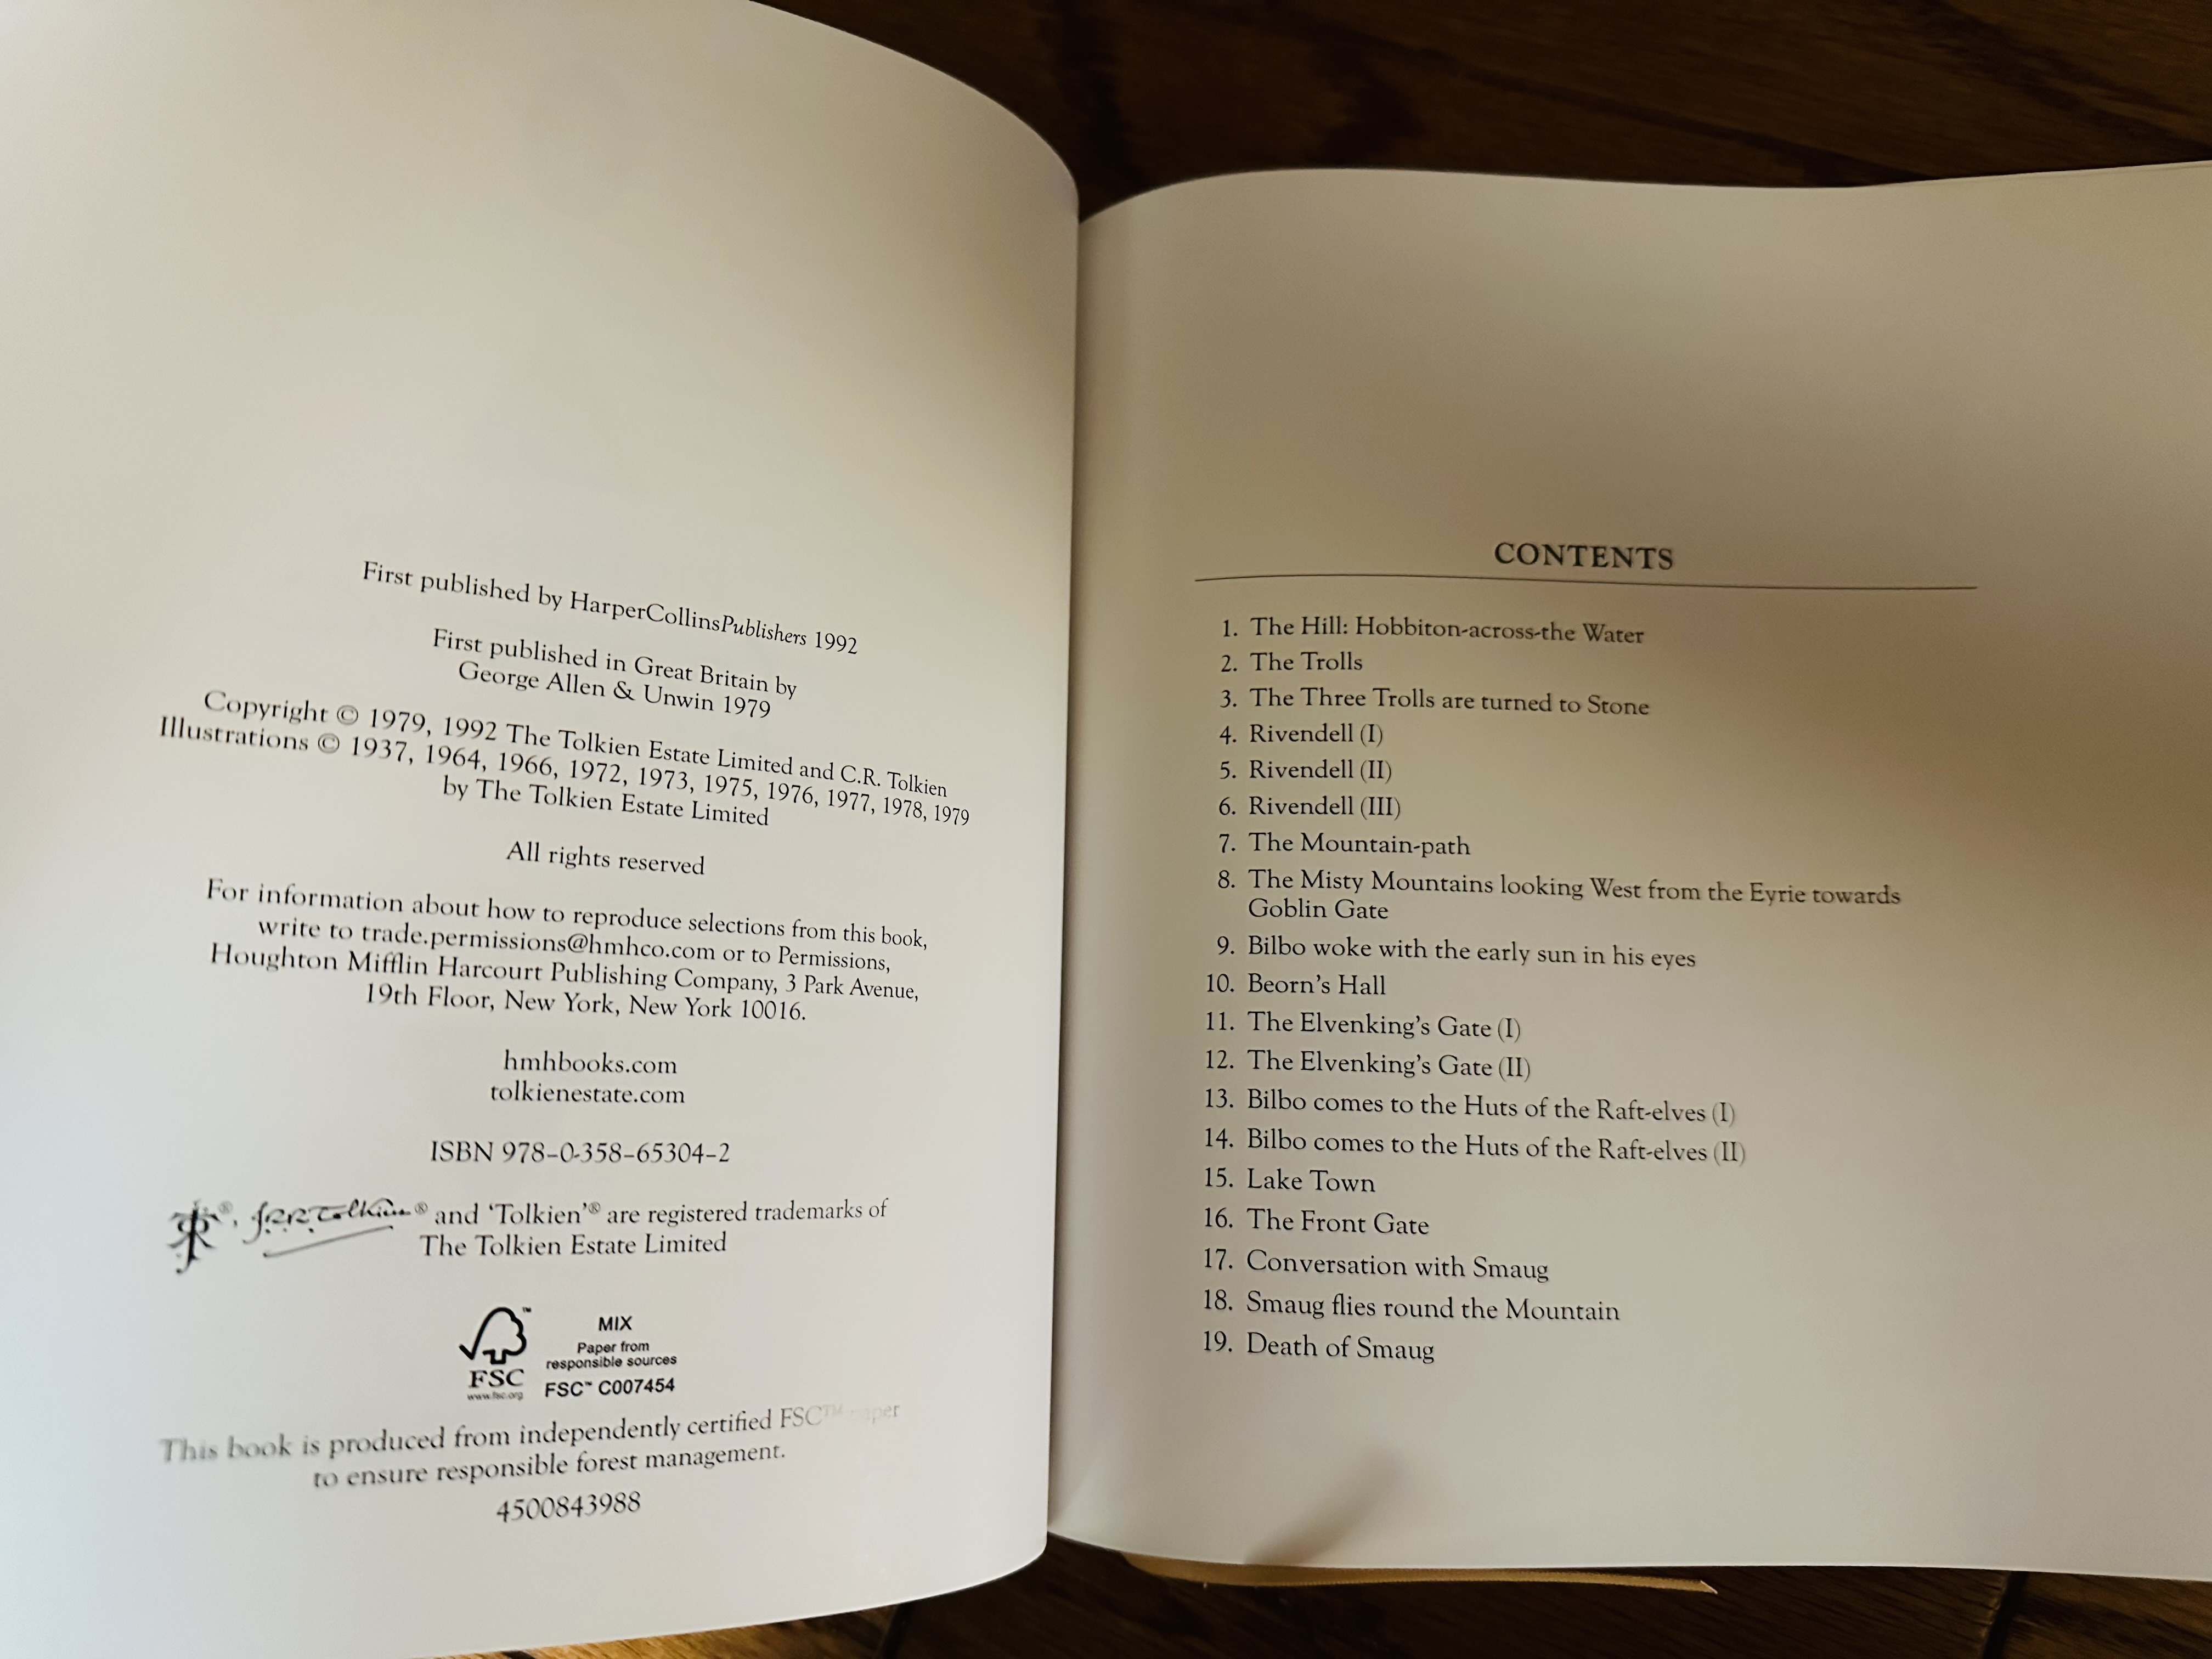 First published by HarperCollinsPublishers 1992
First published in Great Britain by
George Allen & Unwin 1979
Copyright © 1979, 1992 The Tolkien Estate Limited and C.R. Tolkien
Illustrations © 1937, 1964, 1966, 1972, 1973, 1975, 1976, 1977, 1978, 1979
by The Tolkien Estate Limited
All rights reserved
For information about how to reproduce selections from this book,
write to trade.permissions@hmhco.com or to Permissions,
Houghton Mifflin Harcourt Publishing Company, 3 Park Avenue,
19th Floor, New York, New York 10016.
hmhbooks.com
tolkienestate.com
ISBN 978-0-358-65304-2
®, JRRTolkien® and ‘Tolkien’® are registered trademarks of
The Tolkien Estate Limited
FSC
www.fsc.org
MIX
Paper from
responsible sources
FSC™ C007454
This book is produced from independently certified FSC™ paper
to ensure responsible forest management.
4500843988
CONTENTS
1. The Hill: Hobbiton-across-the Water
2. The Trolls
3. The Three Trolls are turned to Stone
4. Rivendell (I)
5. Rivendell (II)
6. Rivendell (III)
7. The Mountain-path
8. The Misty Mountains looking West from the Eyrie towards
Goblin Gate
9. Bilbo woke with the early sun in his eyes
10. Beorn’s Hall
11. The Elvenking’s Gate (I)
12. The Elvenking’s Gate (II)
13. Bilbo comes to the Huts of the Raft-elves (I)
14. Bilbo comes to the Huts of the Raft-elves (II)
15. Lake Town
16. The Front Gate
17. Conversation with Smaug
18. Smaug flies round the Mountain
19. Death of Smaug